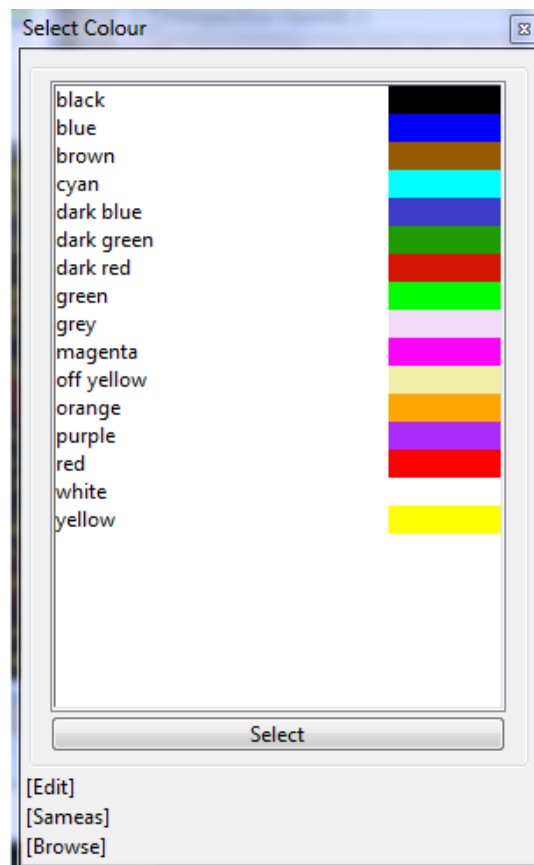 Select Colour
black
blue
brown
cyan
dark blue
dark green
dark red
green
grey
magenta
off yellow
orange
purple
red
white
yellow
Select
[Edit]
[Sameas]
[Browse]